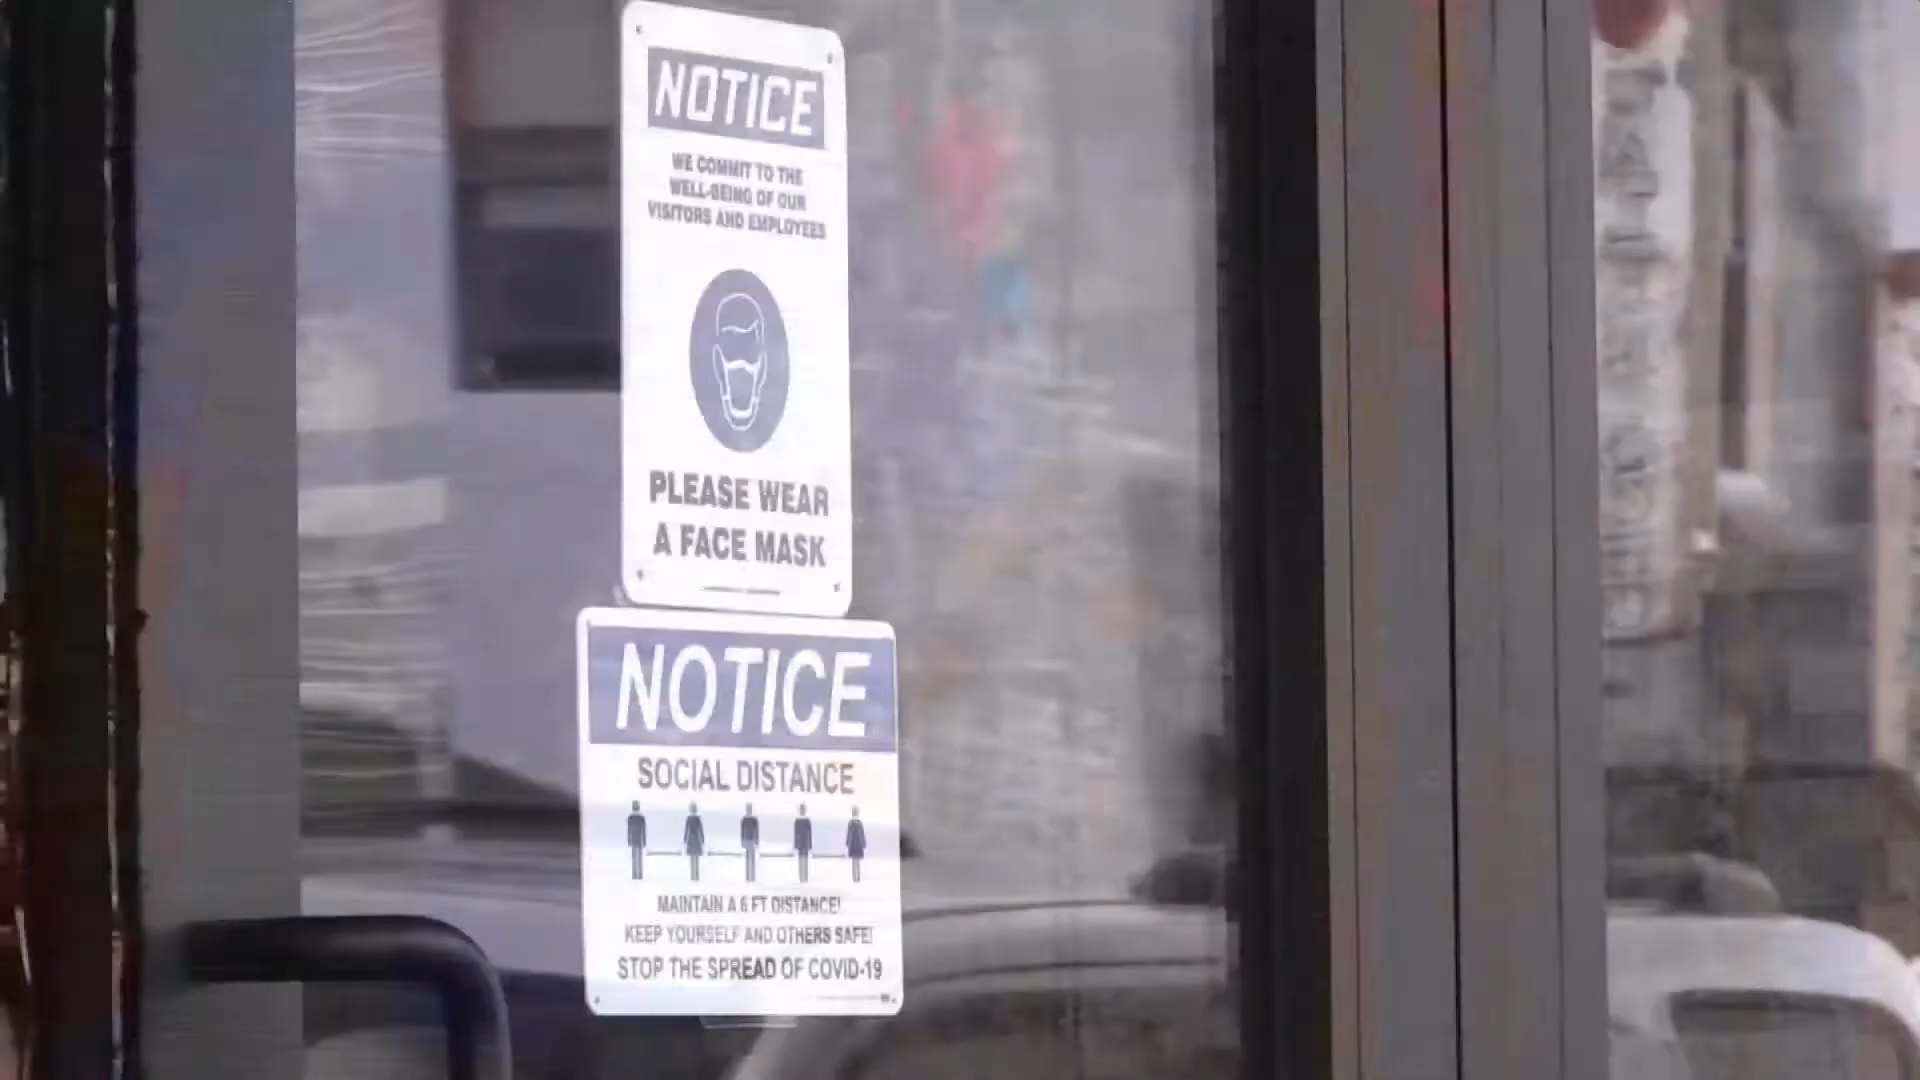 NOTICE
WE COMMIT TO THE
WELL-BEING OF OUR
VISITORS AND EMPLOYEES
PLEASE WEAR
A FACE MASK
NOTICE
SOCIAL DISTANCE
MAINTAIN A 6 FT DISTANCE!
KEEP YOURSELF AND OTHERS SAFE!
STOP THE SPREAD OF COVID-19